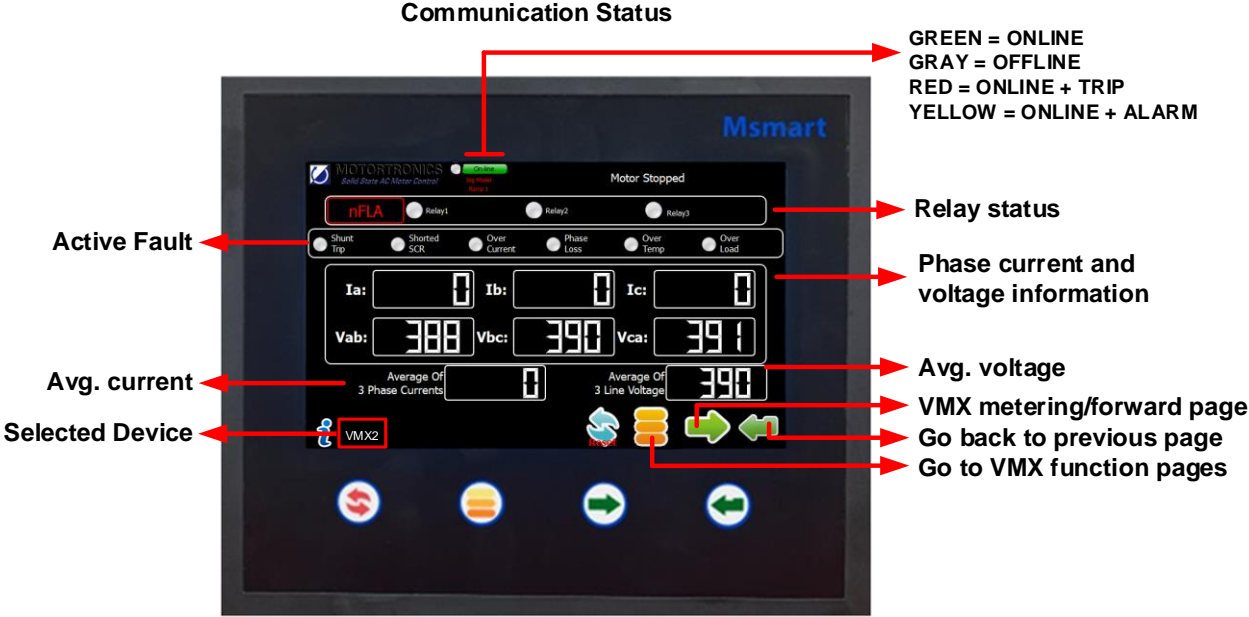 Communication Status
GREEN = ONLINE
GRAY = OFFLINE
RED = ONLINE + TRIP
YELLOW = ONLINE + ALARM
Msmart
MOTORTRONICS
Solid State AC Motor Control
On-line
Motor Stopped
nFLA
Relay1
Relay2
Relay3
Relay status
Active Fault
Shunt
Trip
Shorted
SCR
Over
Current
Phase
Loss
Over
Temp
Over
Load
Phase current and
voltage information
Ia: 0 Ib: 0 Ic: 0
Vab: 388 Vbc: 390 Vca: 391
Avg. current
Average Of
3 Phase Currents
0
Average Of
3 Line Voltage
390
Avg. voltage
Selected Device
VMX2
Reset
VMX metering/forward page
Go back to previous page
Go to VMX function pages